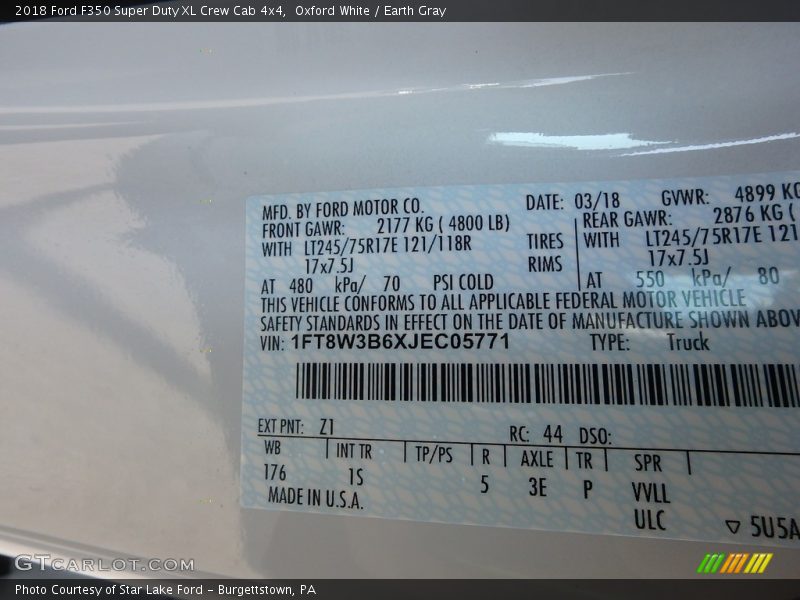 2018 Ford F350 Super Duty XL Crew Cab 4x4,  Oxford White / Earth Gray
MFD. BY FORD MOTOR CO. DATE: 03/18 GVWR: 4899 KG
FRONT GAWR: 2177 KG ( 4800 LB) REAR GAWR: 2876 KG (
WITH LT245/75R17E 121/118R TIRES WITH LT245/75R17E 121
17x7.5J RIMS 17x7.5J
AT 480 kPa/ 70 PSI COLD AT 550 kPa/ 80
THIS VEHICLE CONFORMS TO ALL APPLICABLE FEDERAL MOTOR VEHICLE
SAFETY STANDARDS IN EFFECT ON THE DATE OF MANUFACTURE SHOWN ABOV
VIN: 1FT8W3B6XJEC05771 TYPE: Truck
EXT PNT: Z1 RC: 44 DSO:
WB INT TR TP/PS R AXLE TR SPR
176 1S 5 3E P VVLL
MADE IN U.S.A. ULC ▽ 5U5A
GTCARLOT.COM
Photo Courtesy of Star Lake Ford - Burgettstown, PA